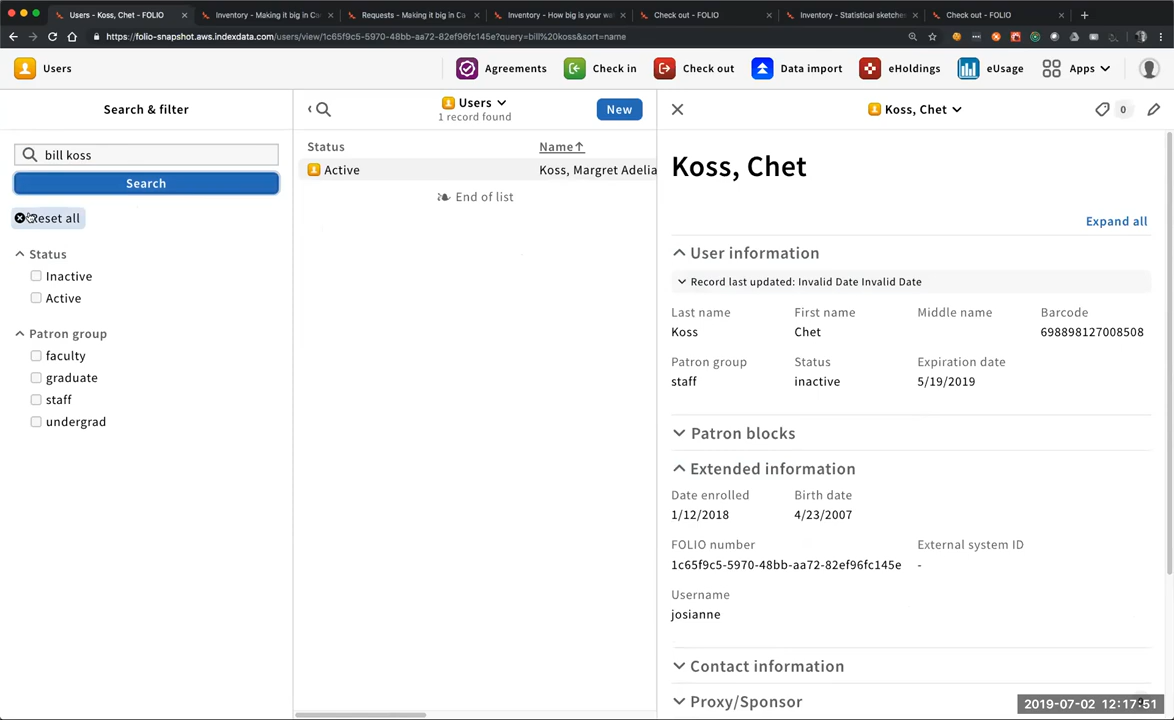 Users - Koss, Chet - FOLIO
Inventory - Making it big in Ca
Requests - Making it big in Ca
Inventory - How big is your wa
Check out - FOLIO
Inventory - Statistical sketche
Check out - FOLIO
https://folio-snapshot.aws.indexdata.com/users/view/1c65f9c5-5970-48bb-aa72-82ef96fc145e?query=bill%20koss&sort=name
Users
Agreements
Check in
Check out
Data import
eHoldings
eUsage
Apps
Search & filter
bill koss
Search
Reset all
Status
Inactive
Active
Patron group
faculty
graduate
staff
undergrad
Users
1 record found
New
Status
Name↑
Active
Koss, Margret Adelia
End of list
Koss, Chet
0
Koss, Chet
Expand all
User information
Record last updated: Invalid Date Invalid Date
Last name
First name
Middle name
Barcode
Koss
Chet
698898127008508
Patron group
Status
Expiration date
staff
inactive
5/19/2019
Patron blocks
Extended information
Date enrolled
Birth date
1/12/2018
4/23/2007
FOLIO number
External system ID
1c65f9c5-5970-48bb-aa72-82ef96fc145e
-
Username
josianne
Contact information
Proxy/Sponsor
2019-07-02 12:17:51